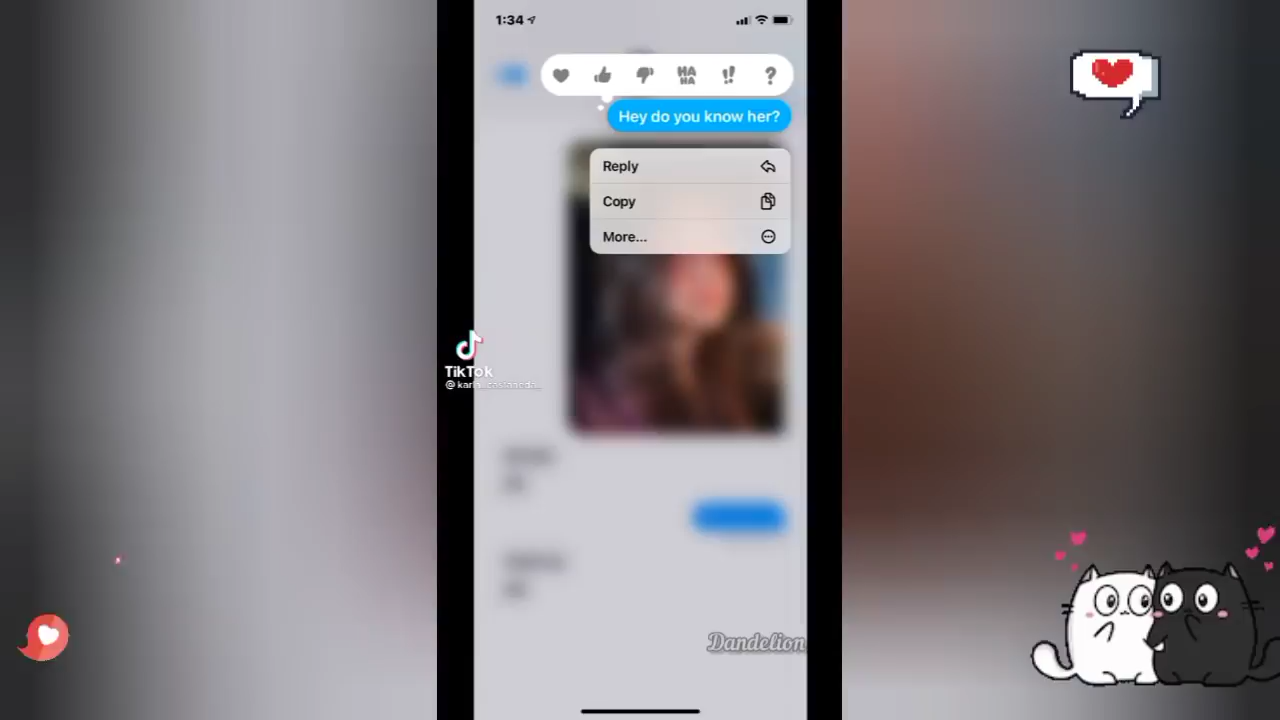 1:34
HA
HA
!!
?
Hey do you know her?
Reply
Copy
More...
TikTok
Dandelion